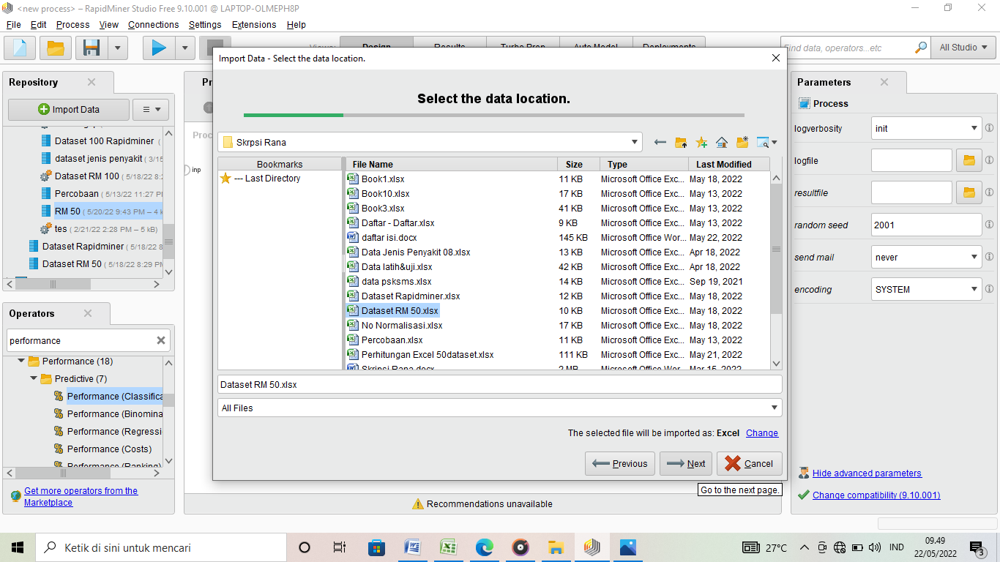 <new process> – RapidMiner Studio Free 9.10.001 @ LAPTOP-OLMEPH8P
File Edit Process View Connections Settings Extensions Help
Views: Design Results Turbo Prep Auto Model Deployments
Find data, operators...etc
All Studio
Repository
Import Data
Dataset 100 Rapidminer (
dataset jenis penyakit ( 3/15
Dataset RM 100 ( 5/18/22 8:2
Percobaan ( 5/13/22 11:27 PI
RM 50 ( 5/20/22 9:43 PM – 4 k
tes ( 2/21/22 2:28 PM – 5 kB)
Dataset Rapidminer ( 5/18/22 8
Dataset RM 50 ( 5/18/22 8:29 PM
Operators
performance
Performance (18)
Predictive (7)
Performance (Classifica
Performance (Binomina
Performance (Regressi
Performance (Costs)
Performance (Ranking)
Get more operators from the
Marketplace
Pr
Proc
inp
Import Data - Select the data location.
Select the data location.
Skrpsi Rana
Bookmarks
--- Last Directory
File Name Size Type Last Modified
Book1.xlsx 11 KB Microsoft Office Exc... May 18, 2022
Book10.xlsx 17 KB Microsoft Office Exc... May 13, 2022
Book3.xlsx 41 KB Microsoft Office Exc... May 13, 2022
Daftar - Daftar.xlsx 9 KB Microsoft Office Exc... May 13, 2022
daftar isi.docx 145 KB Microsoft Office Wor... May 22, 2022
Data Jenis Penyakit 08.xlsx 13 KB Microsoft Office Exc... Apr 18, 2022
Data latih&uji.xlsx 42 KB Microsoft Office Exc... Apr 18, 2022
data psksms.xlsx 14 KB Microsoft Office Exc... Sep 19, 2021
Dataset Rapidminer.xlsx 12 KB Microsoft Office Exc... May 18, 2022
Dataset RM 50.xlsx 10 KB Microsoft Office Exc... May 18, 2022
No Normalisasi.xlsx 17 KB Microsoft Office Exc... May 18, 2022
Percobaan.xlsx 11 KB Microsoft Office Exc... May 13, 2022
Perhitungan Excel 50dataset.xlsx 111 KB Microsoft Office Exc... May 21, 2022
Skripsi Rana.docx 2 MB Microsoft Office Wor... Mar 15, 2022
Dataset RM 50.xlsx
All Files
The selected file will be imported as: Excel Change
Previous Next Cancel
Go to the next page.
Recommendations unavailable
Parameters
Process
logverbosity init
logfile
resultfile
random seed 2001
send mail never
encoding SYSTEM
Hide advanced parameters
Change compatibility (9.10.001)
Ketik di sini untuk mencari
27°C
IND
09.49
22/05/2022
3